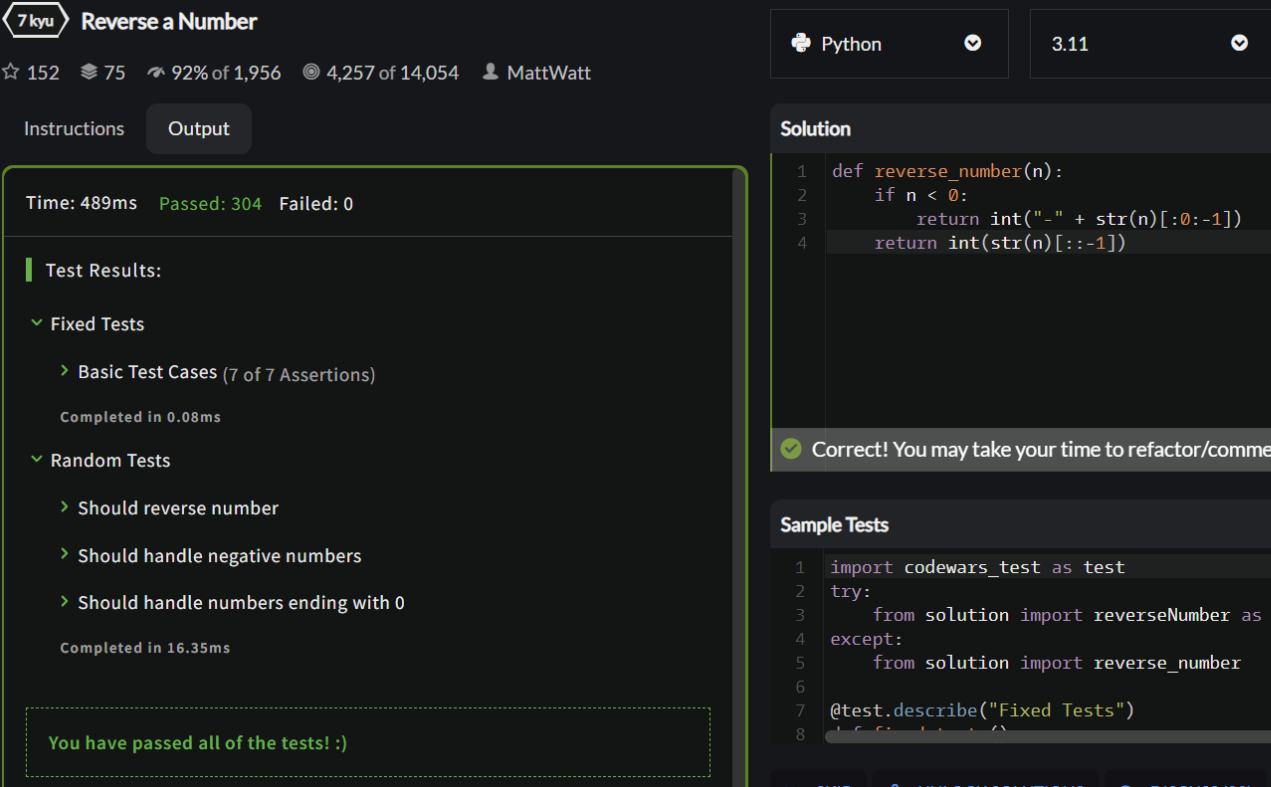 7 kyu Reverse a Number
152 75 92% of 1,956 4,257 of 14,054 MattWatt
Instructions Output
Time: 489ms Passed: 304 Failed: 0
Test Results:
Fixed Tests
Basic Test Cases (7 of 7 Assertions)
Completed in 0.08ms
Random Tests
Should reverse number
Should handle negative numbers
Should handle numbers ending with 0
Completed in 16.35ms
You have passed all of the tests! :)
Python 3.11
Solution
1 def reverse_number(n):
2     if n < 0:
3         return int("-" + str(n)[:0:-1])
4     return int(str(n)[::-1])
Correct! You may take your time to refactor/comme
Sample Tests
1 import codewars_test as test
2 try:
3     from solution import reverseNumber as
4 except:
5     from solution import reverse_number
6
7 @test.describe("Fixed Tests")
8